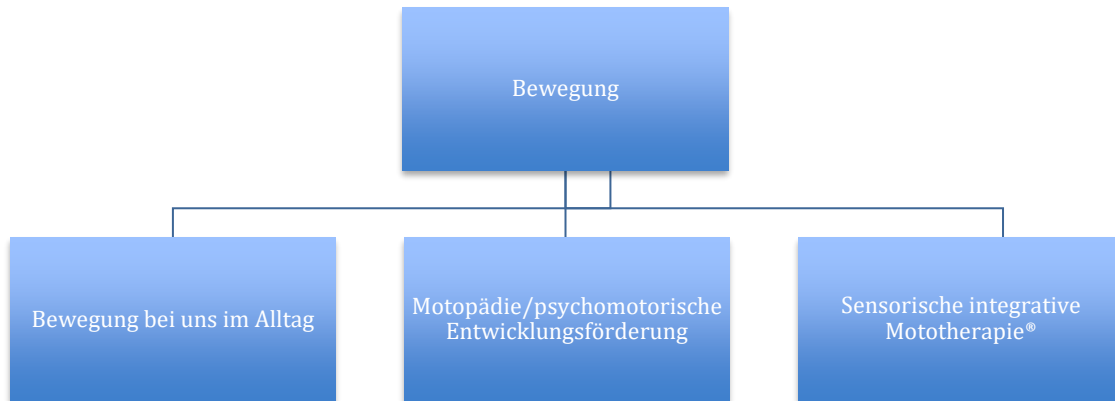 Bewegung
Bewegung bei uns im Alltag
Motopädie/psychomotorische
Entwicklungsförderung
Sensorische integrative
Mototherapie®